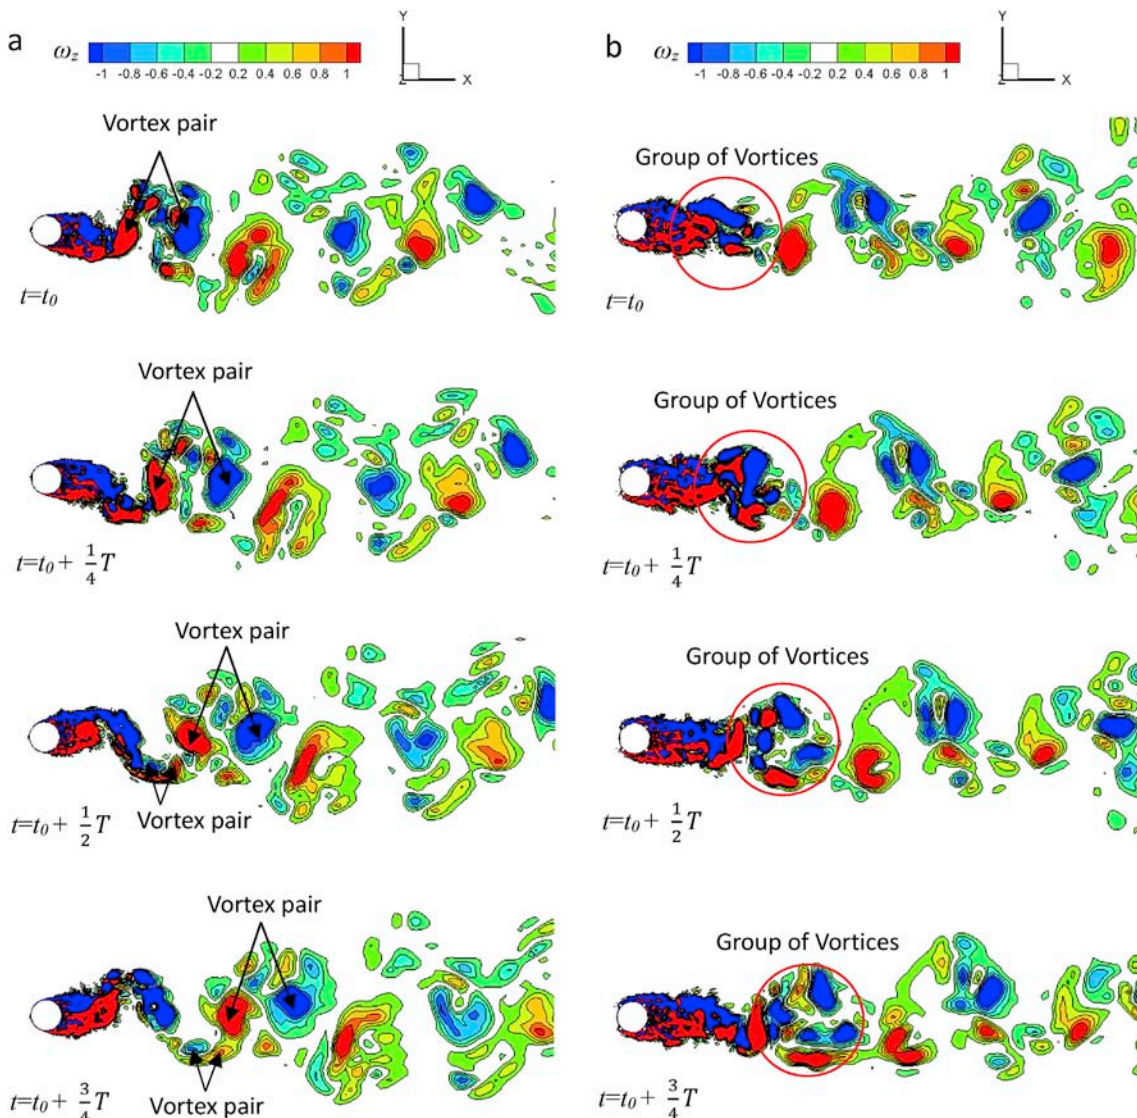 a
ω_z
-1 -0.8 -0.6 -0.4 -0.2 0.2 0.4 0.6 0.8 1
Y
Z X
Vortex pair
t=t₀
Vortex pair
t=t₀ + 1/4 T
Vortex pair
Vortex pair
t=t₀ + 1/2 T
Vortex pair
Vortex pair
t=t₀ + 3/4 T
b
ω_z
-1 -0.8 -0.6 -0.4 -0.2 0.2 0.4 0.6 0.8 1
Y
Z X
Group of Vortices
t=t₀
Group of Vortices
t=t₀ + 1/4 T
Group of Vortices
t=t₀ + 1/2 T
Group of Vortices
t=t₀ + 3/4 T